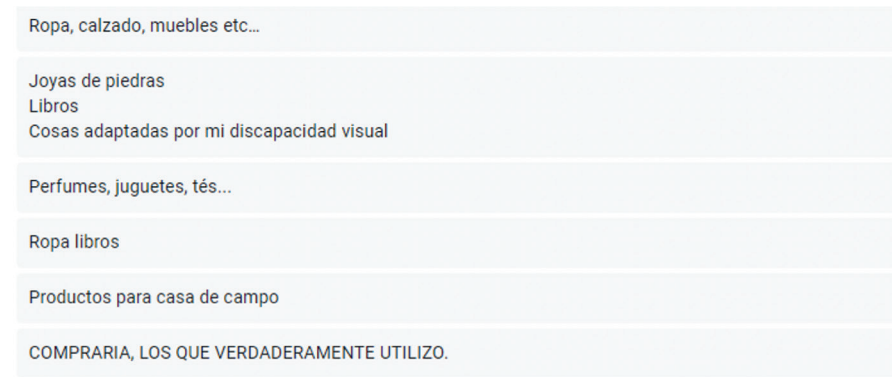 Ropa, calzado, muebles etc…
Joyas de piedras
Libros
Cosas adaptadas por mi discapacidad visual
Perfumes, juguetes, tés...
Ropa libros
Productos para casa de campo
COMPRARIA, LOS QUE VERDADERAMENTE UTILIZO.